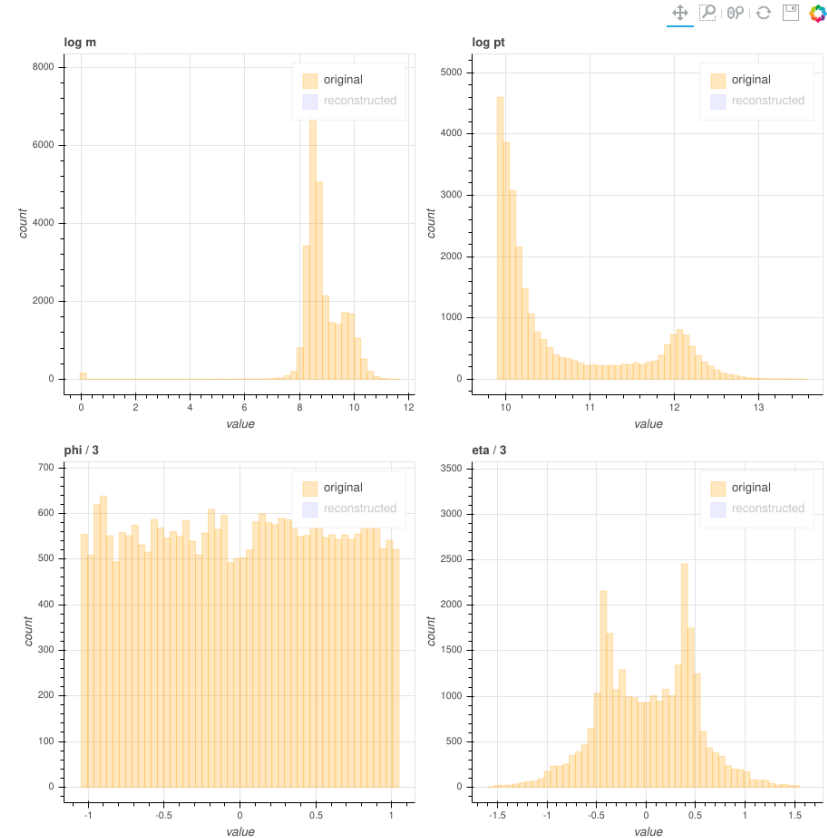 log m
8000
6000
4000
2000
0
count
0
2
4
6
8
10
12
value
original
reconstructed
log pt
5000
4000
3000
2000
1000
0
count
10
11
12
13
value
original
reconstructed
phi / 3
700
600
500
400
300
200
100
0
count
-1
-0.5
0
0.5
1
value
original
reconstructed
eta / 3
3500
3000
2500
2000
1500
1000
500
0
count
-1.5
-1
-0.5
0
0.5
1
1.5
value
original
reconstructed